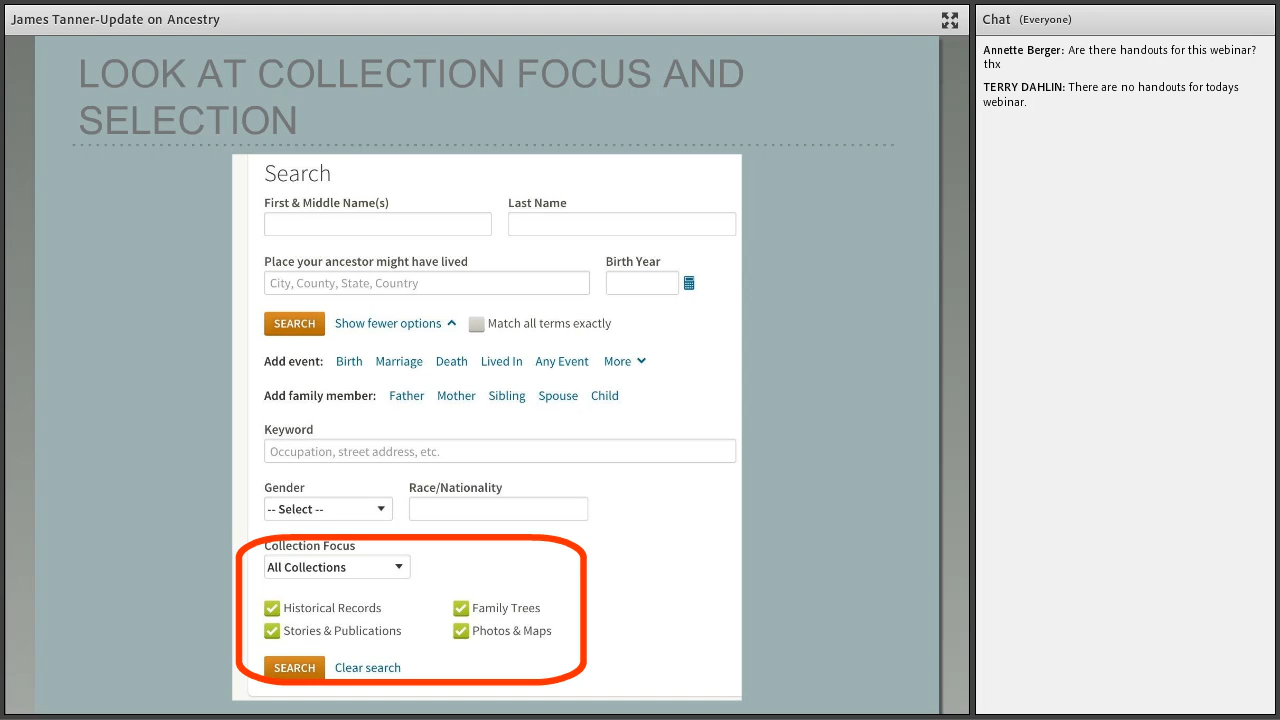 James Tanner-Update on Ancestry
LOOK AT COLLECTION FOCUS AND
SELECTION
Search
First & Middle Name(s) Last Name
Place your ancestor might have lived Birth Year
City, County, State, Country
SEARCH Show fewer options Match all terms exactly
Add event: Birth Marriage Death Lived In Any Event More
Add family member: Father Mother Sibling Spouse Child
Keyword
Occupation, street address, etc.
Gender Race/Nationality
-- Select --
Collection Focus
All Collections
Historical Records Family Trees
Stories & Publications Photos & Maps
SEARCH Clear search
Chat (Everyone)
Annette Berger: Are there handouts for this webinar?
thx
TERRY DAHLIN: There are no handouts for todays
webinar.